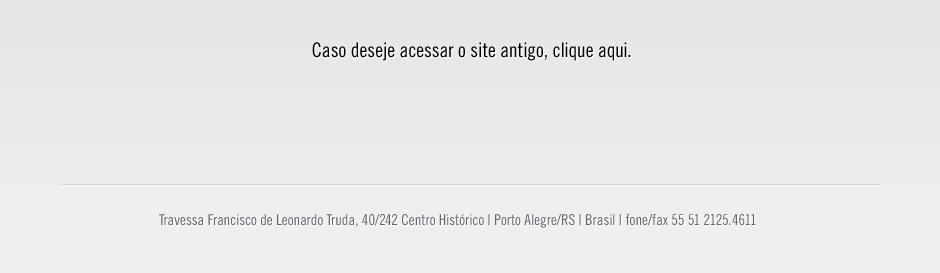 Caso deseje acessar o site antigo, clique aqui.
Travessa Francisco de Leonardo Truda, 40/242 Centro Histórico | Porto Alegre/RS | Brasil | fone/fax 55 51 2125.4611